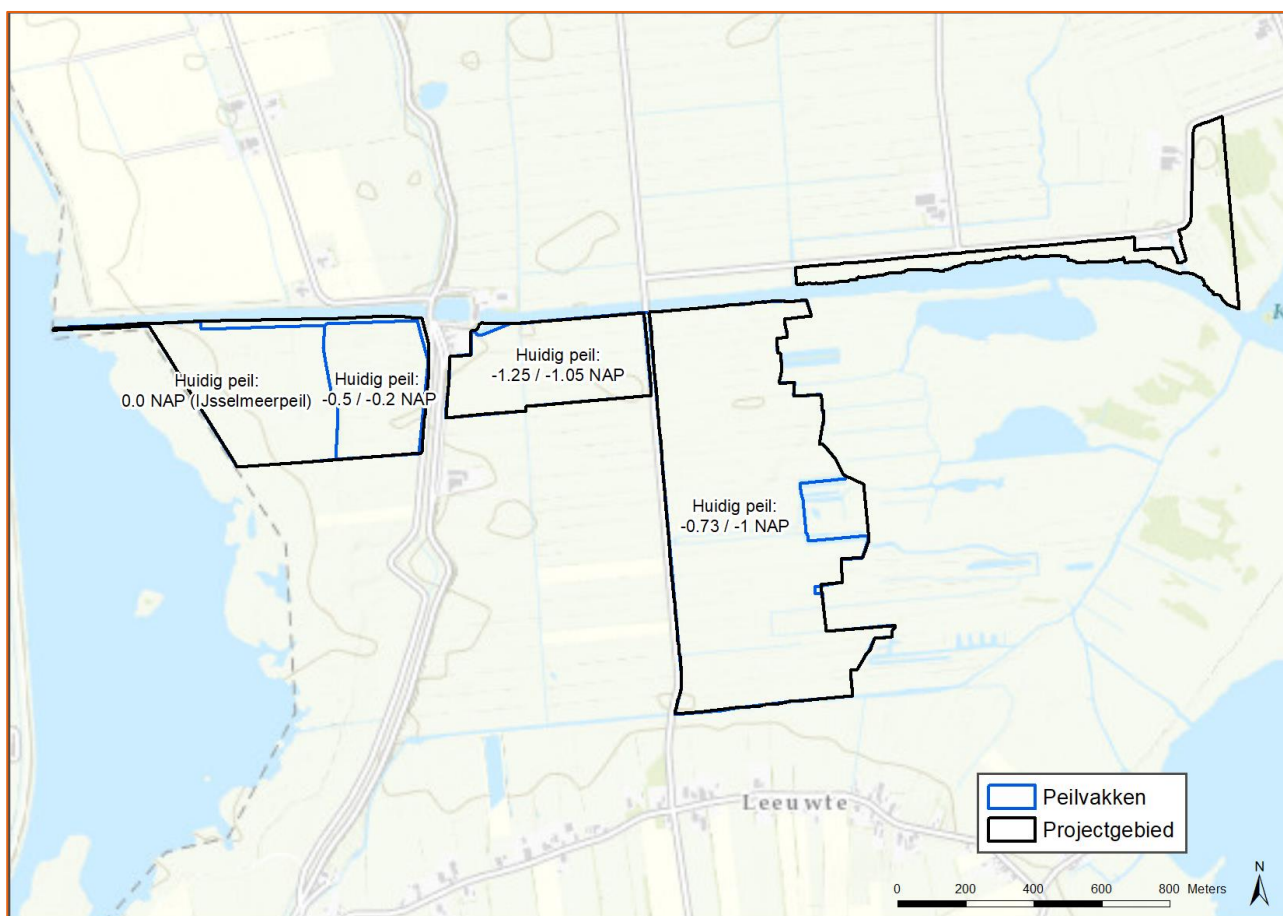 Huidig peil:
0.0 NAP (IJsselmeerpeil)
Huidig peil:
-0.5 / -0.2 NAP
Huidig peil:
-1.25 / -1.05 NAP
Huidig peil:
-0.73 / -1 NAP
K
Leeuwte
Peilvakken
Projectgebied
N
0 200 400 600 800 Meters